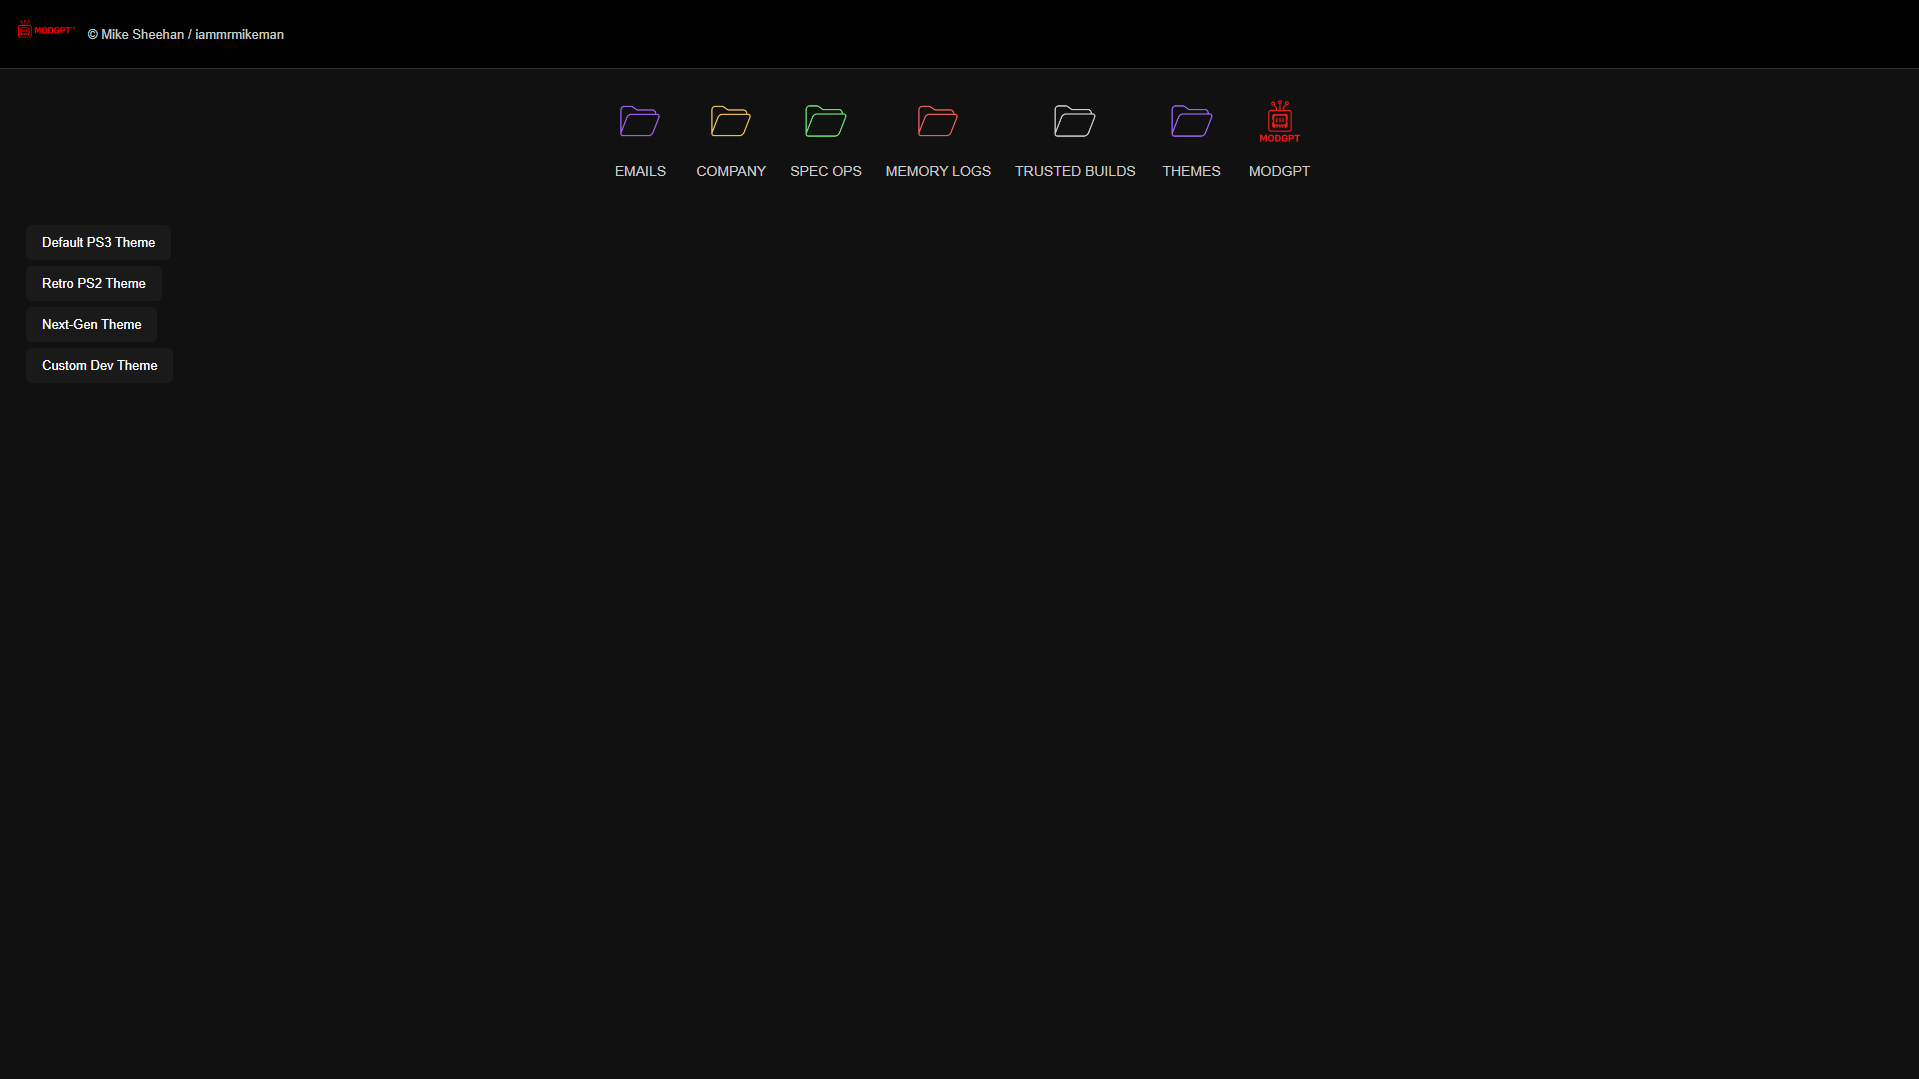 MODGPT™
© Mike Sheehan / iammrmikeman
MODGPT
EMAILS
COMPANY
SPEC OPS
MEMORY LOGS
TRUSTED BUILDS
THEMES
MODGPT
Default PS3 Theme
Retro PS2 Theme
Next-Gen Theme
Custom Dev Theme